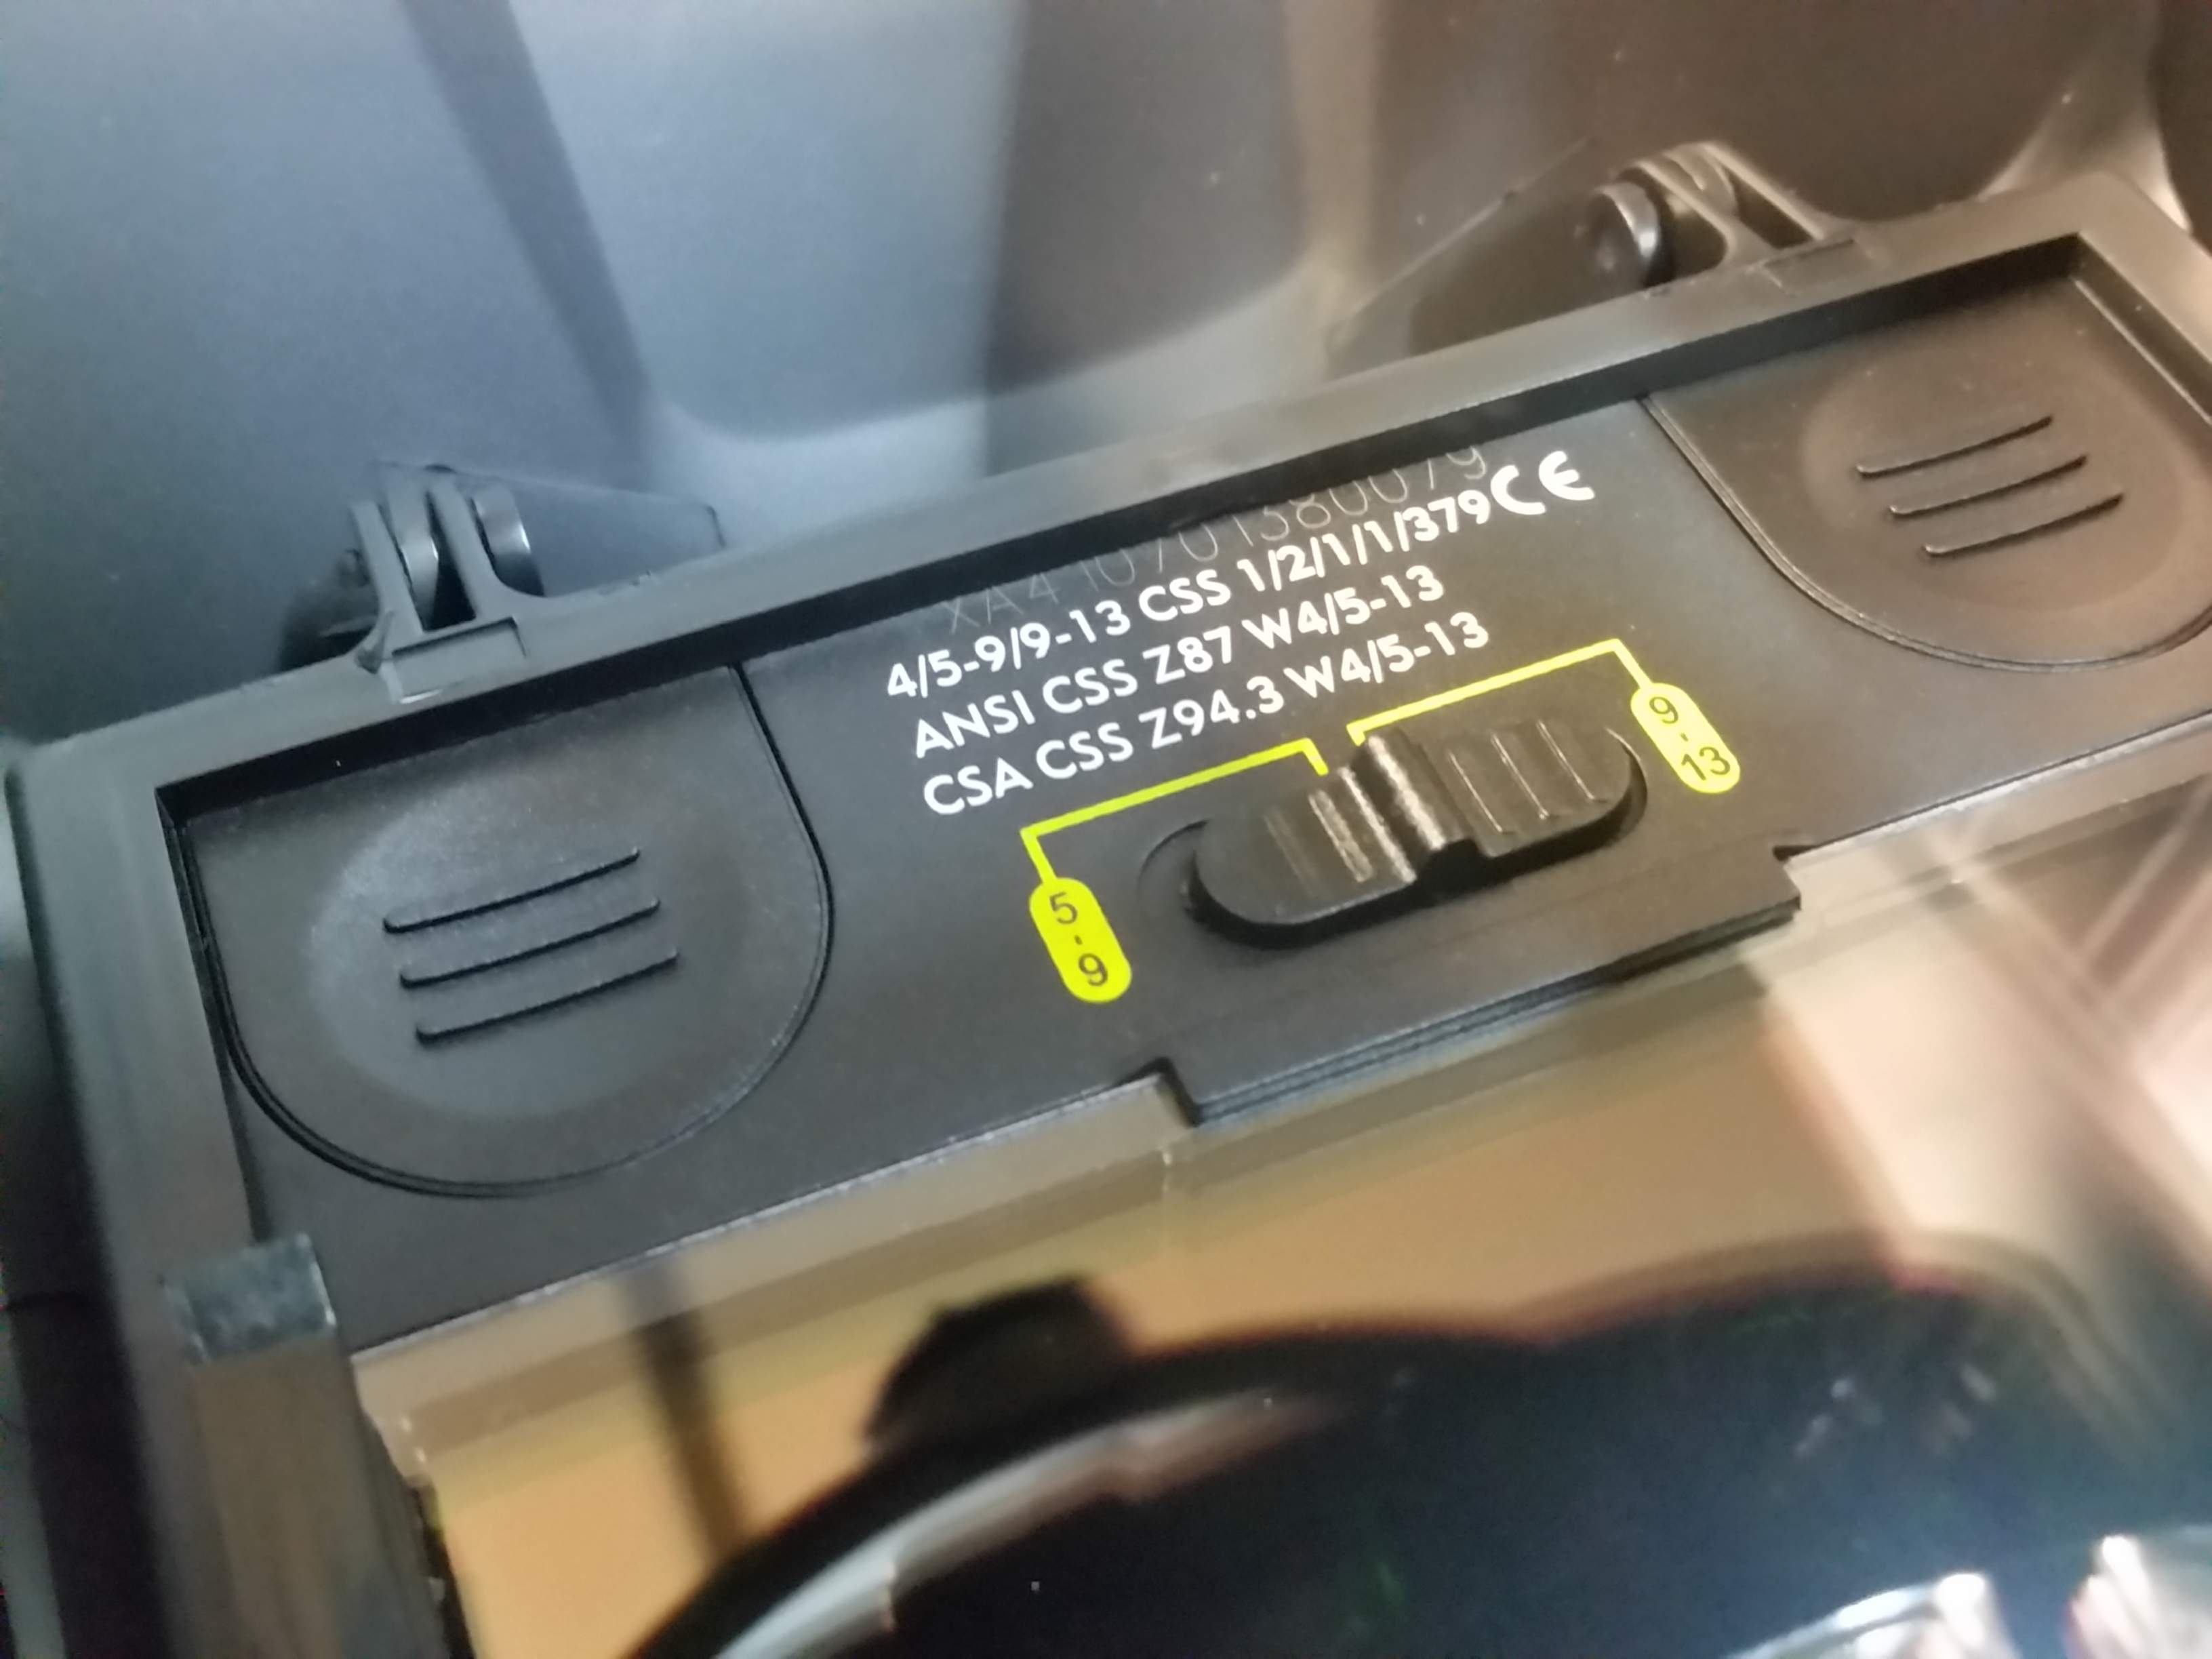 4/5-9/9-13 CSS 1/2/1/1/379 CE
ANSI CSS Z87 W4/5-13
CSA CSS Z94.3 W4/5-13
5-9
9-13